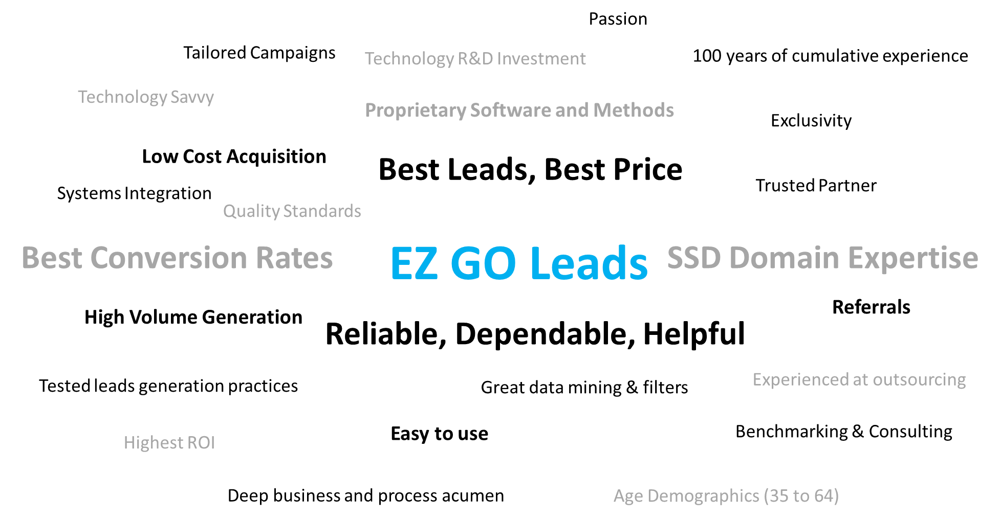 Passion
Tailored Campaigns
Technology R&D Investment
100 years of cumulative experience
Technology Savvy
Proprietary Software and Methods
Exclusivity
Low Cost Acquisition
Best Leads, Best Price
Trusted Partner
Systems Integration
Quality Standards
Best Conversion Rates
EZ GO Leads
SSD Domain Expertise
Referrals
High Volume Generation
Reliable, Dependable, Helpful
Experienced at outsourcing
Tested leads generation practices
Great data mining & filters
Benchmarking & Consulting
Easy to use
Highest ROI
Deep business and process acumen
Age Demographics (35 to 64)